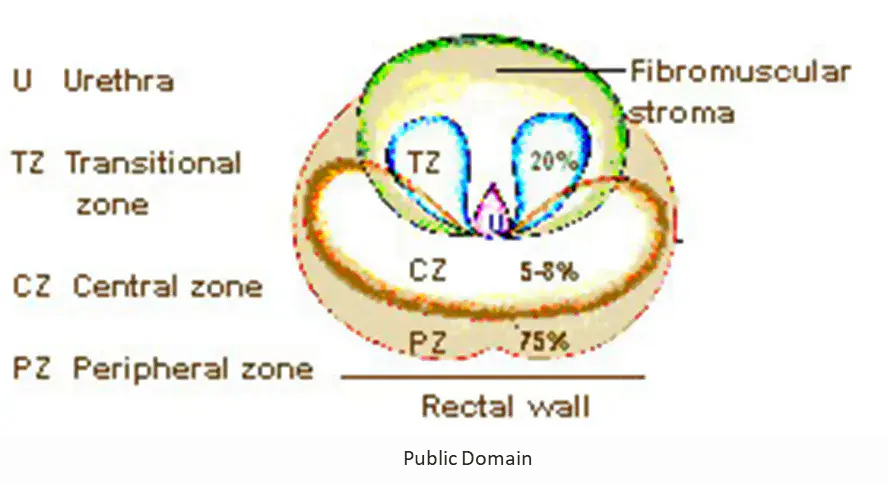 U Urethra
Fibromuscular
stroma
TZ Transitional
zone
TZ 20%
U
CZ Central zone
CZ 5-8%
PZ Peripheral zone
PZ 75%
Rectal wall
Public Domain